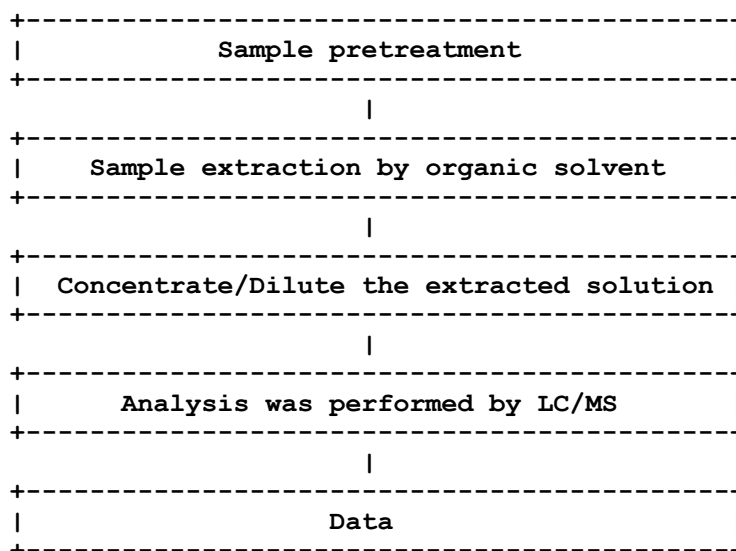 Sample pretreatment
Sample extraction by organic solvent
Concentrate/Dilute the extracted solution
Analysis was performed by LC/MS
Data